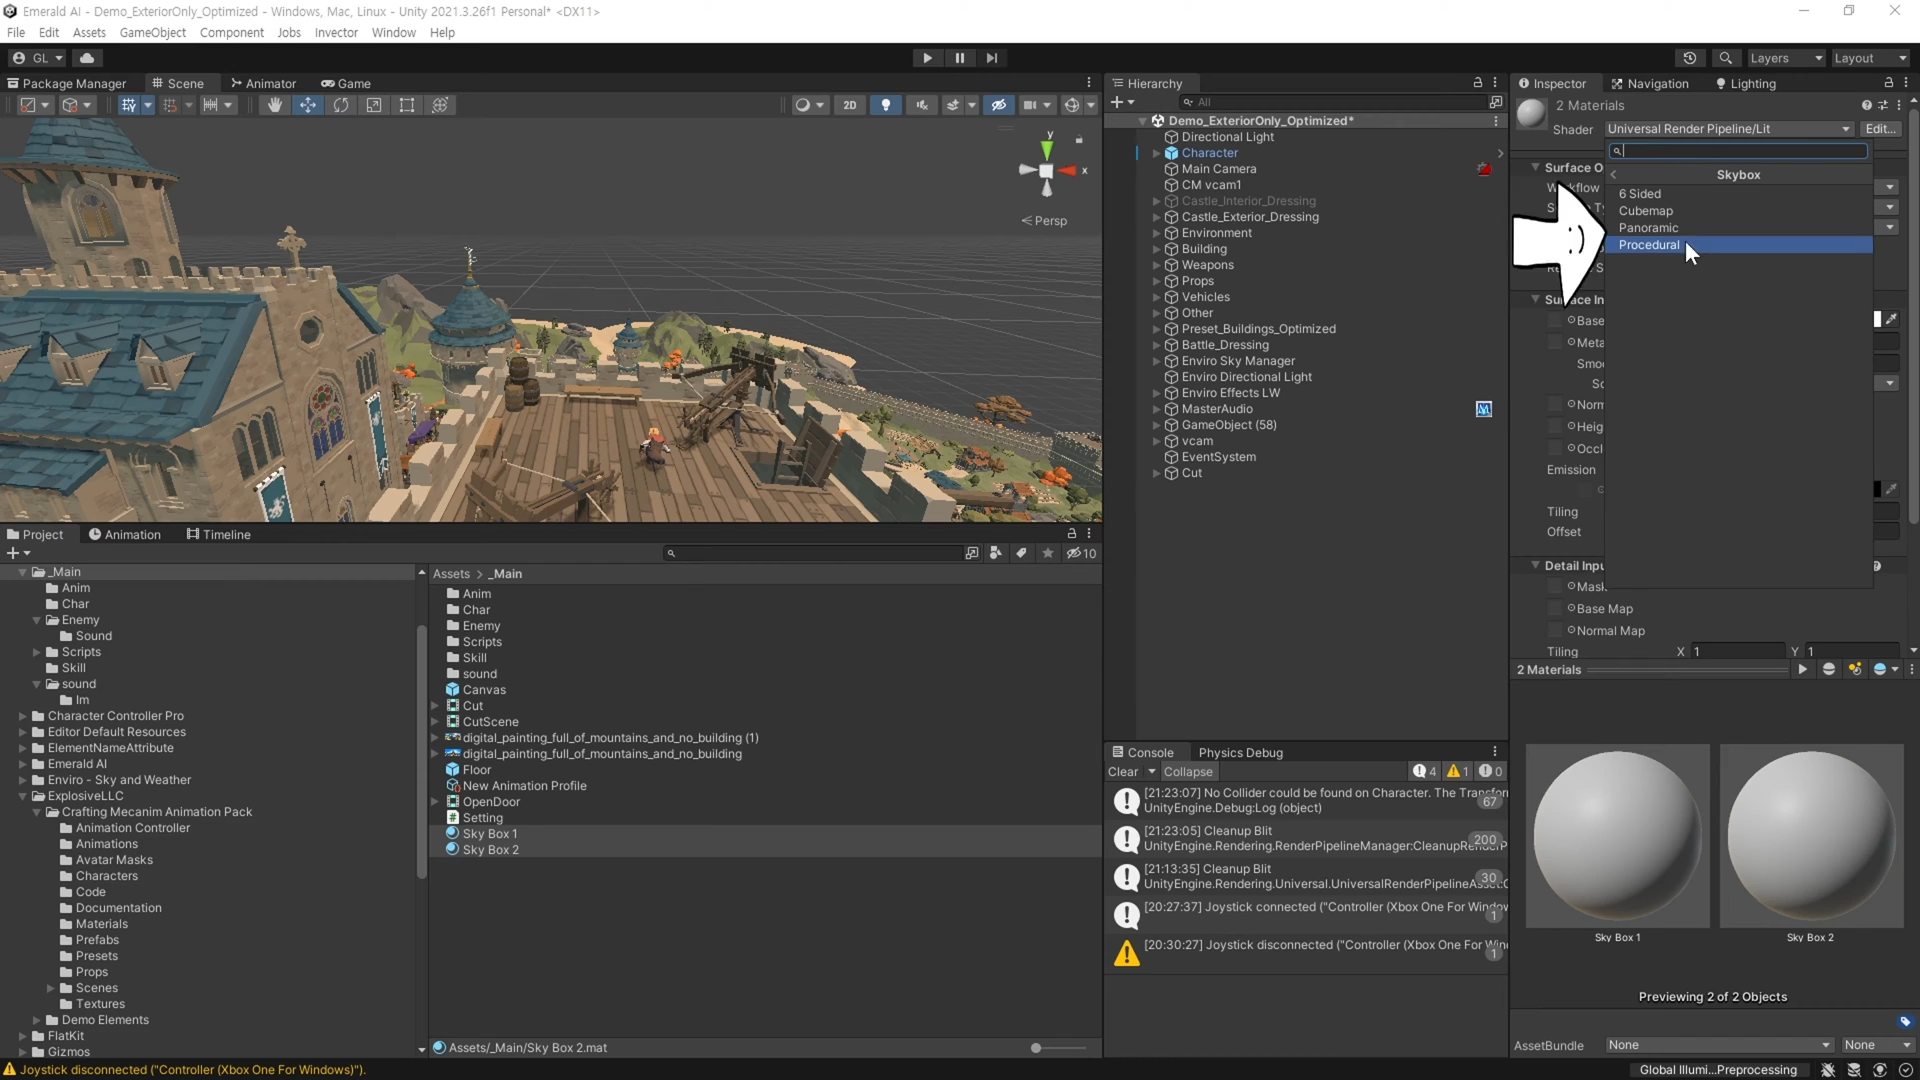 Emerald AI - Demo_ExteriorOnly_Optimized - Windows, Mac, Linux - Unity 2021.3.26f1 Personal* <DX11>
File Edit Assets GameObject Component Jobs Invector Window Help
GL
Layers Layout
Package Manager Scene Animator Game
2D
y
x
Persp
Hierarchy
All
Demo_ExteriorOnly_Optimized*
Directional Light
Character
Main Camera
CM vcam1
Castle_Interior_Dressing
Castle_Exterior_Dressing
Environment
Building
Weapons
Props
Vehicles
Other
Preset_Buildings_Optimized
Battle_Dressing
Enviro Sky Manager
Enviro Directional Light
Enviro Effects LW
MasterAudio
GameObject (58)
vcam
EventSystem
Cut
Inspector Navigation Lighting
2 Materials
Shader Universal Render Pipeline/Lit Edit...
Skybox
6 Sided
Cubemap
Panoramic
Procedural
Surface O
Workflow
Surface In
Base
Meta
Smo
Norm
Heig
Occl
Emission
Tiling
Offset
Detail Inpu
Mask
Base Map
Normal Map
Tiling X 1 Y 1
2 Materials
Sky Box 1 Sky Box 2
Previewing 2 of 2 Objects
AssetBundle None None
Project Animation Timeline
10
_Main
Anim
Char
Enemy
Sound
Scripts
Skill
sound
Im
Character Controller Pro
Editor Default Resources
ElementNameAttribute
Emerald AI
Enviro - Sky and Weather
ExplosiveLLC
Crafting Mecanim Animation Pack
Animation Controller
Animations
Avatar Masks
Characters
Code
Documentation
Materials
Prefabs
Props
Scenes
Textures
Demo Elements
FlatKit
Gizmos
Assets > _Main
Anim
Char
Enemy
Scripts
Skill
sound
Canvas
Cut
CutScene
digital_painting_full_of_mountains_and_no_building (1)
digital_painting_full_of_mountains_and_no_building
Floor
New Animation Profile
OpenDoor
Setting
Sky Box 1
Sky Box 2
Assets/_Main/Sky Box 2.mat
Console Physics Debug
Clear Collapse 4 1 0
[21:23:07] No Collider could be found on Character. The Transfor
UnityEngine.Debug:Log (object) 67
[21:23:05] Cleanup Blit
UnityEngine.Rendering.RenderPipelineManager:CleanupRenderP 200
[21:13:35] Cleanup Blit
UnityEngine.Rendering.Universal.UniversalRenderPipelineAsset:C 30
[20:27:37] Joystick connected ("Controller (Xbox One For Window
1
[20:30:27] Joystick disconnected ("Controller (Xbox One For Win
1
Joystick disconnected ("Controller (Xbox One For Windows)").
Global Illumi...Preprocessing